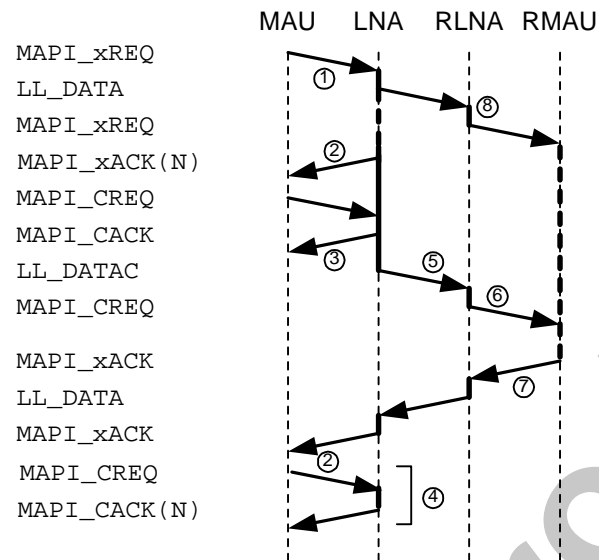 MAU LNA RLNA RMAU
MAPI_xREQ
①
LL_DATA
⑧
MAPI_xREQ
②
MAPI_xACK(N)
MAPI_CREQ
MAPI_CACK
③
⑤
LL_DATAC
⑥
MAPI_CREQ
MAPI_xACK
⑦
LL_DATA
MAPI_xACK
②
MAPI_CREQ
④
MAPI_CACK(N)